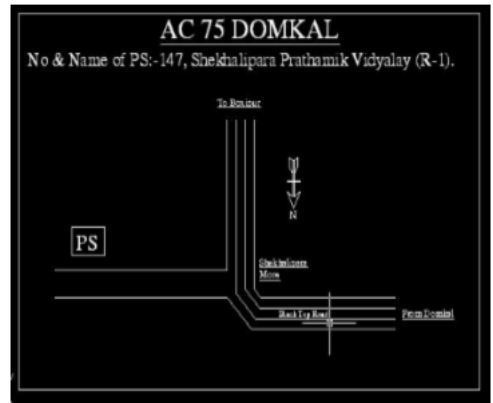 AC 75 DOMKAL
No & Name of PS:-147, Shekhalipara Prathamik Vidyalay (R-1).
To
N
PS
Shekhalipara
More
Black Top Road
From Domkal